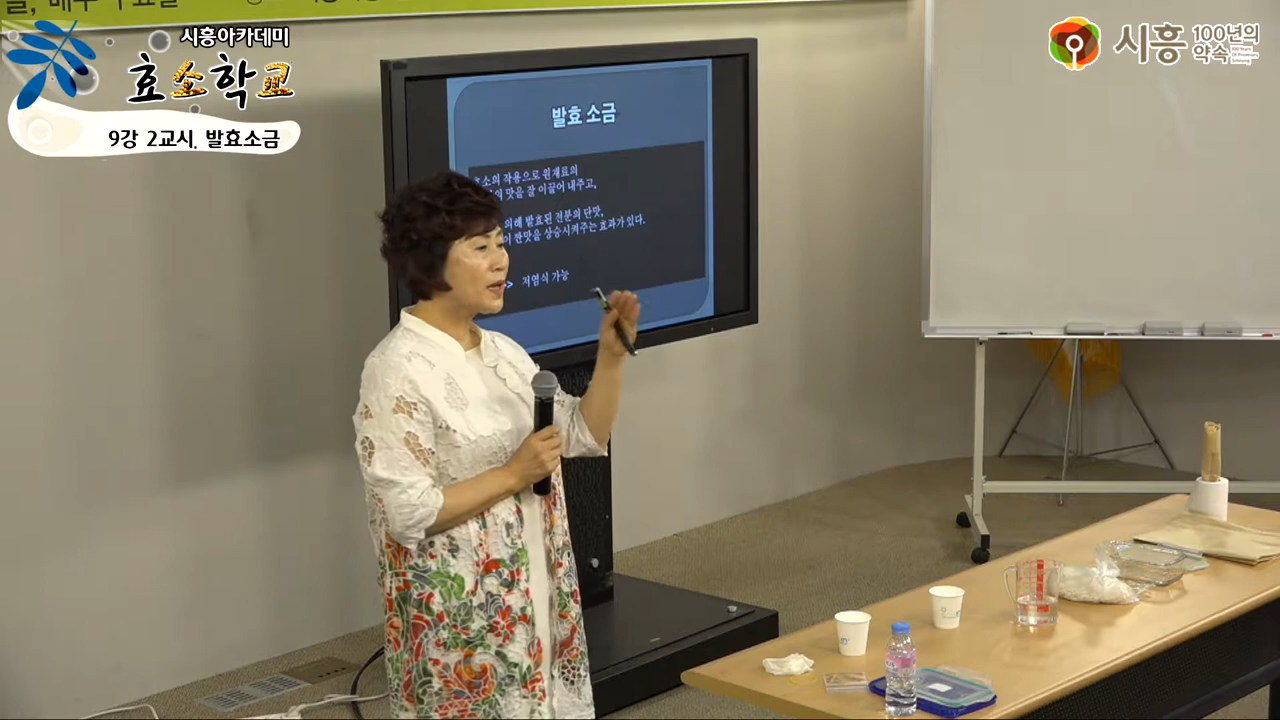 시흥아카데미
효소학교
9강 2교시. 발효소금
시흥 100년의 약속
발효 소금
작용으로 원재료의
맛을 잘 이끌어 내주고,
의해 발효된 전분의 단맛,
짠맛을 상승시켜주는 효과가 있다.
저염식 가능